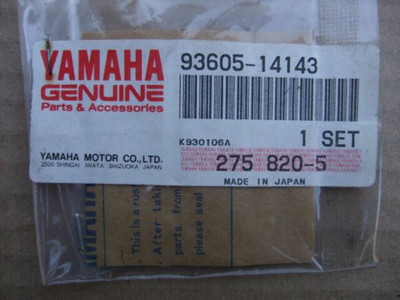 YAMAHA
GENUINE
Parts & Accessories
93605-14143
K930106A
1 SET
YAMAHA MOTOR CO.,LTD.
2500 SHINGAI IWATA SHIZUOKA JAPAN
275 820-5
MADE IN JAPAN
This is a rus
After take
parts from
please seal